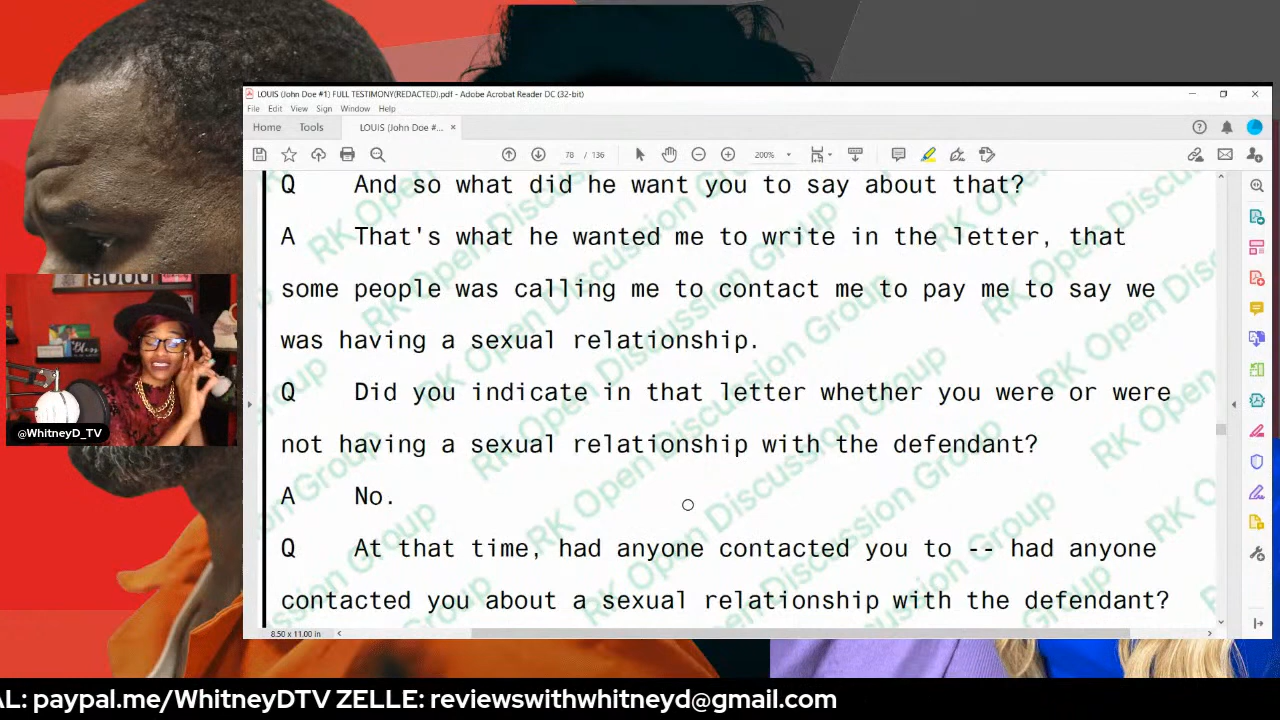 LOUIS (John Doe #1) FULL TESTIMONY(REDACTED).pdf - Adobe Acrobat Reader DC (32-bit)
File Edit View Sign Window Help
Home Tools LOUIS (John Doe #... ×
78 / 136 200%
Q And so what did he want you to say about that?
A That's what he wanted me to write in the letter, that
some people was calling me to contact me to pay me to say we
was having a sexual relationship.
Q Did you indicate in that letter whether you were or were
not having a sexual relationship with the defendant?
A No.
Q At that time, had anyone contacted you to -- had anyone
contacted you about a sexual relationship with the defendant?
RK Open Discussion Group
8.50 x 11.00 in
good
Bless
@WhitneyD_TV
AL: paypal.me/WhitneyDTV ZELLE: reviewswithwhitneyd@gmail.com